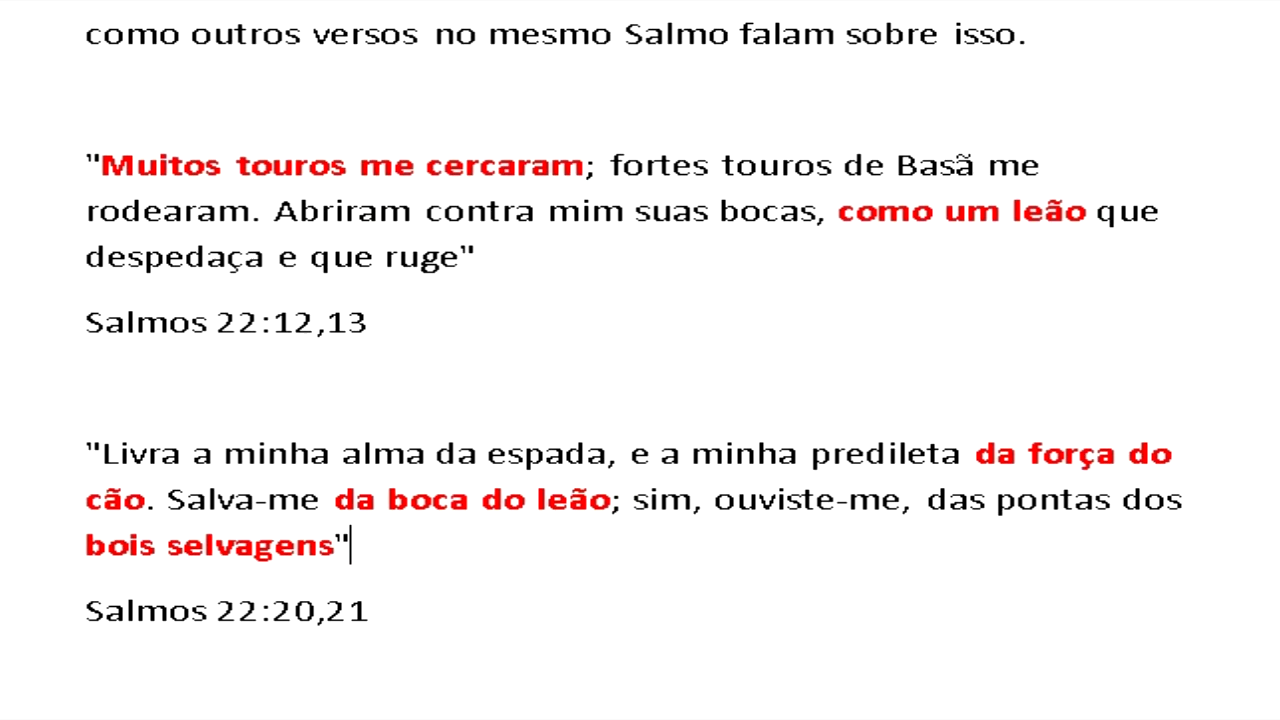 como outros versos no mesmo Salmo falam sobre isso.
"Muitos touros me cercaram; fortes touros de Basã me
rodearam. Abriram contra mim suas bocas, como um leão que
despedaça e que ruge"
Salmos 22:12,13
"Livra a minha alma da espada, e a minha predileta da força do
cão. Salva-me da boca do leão; sim, ouviste-me, das pontas dos
bois selvagens"
Salmos 22:20,21